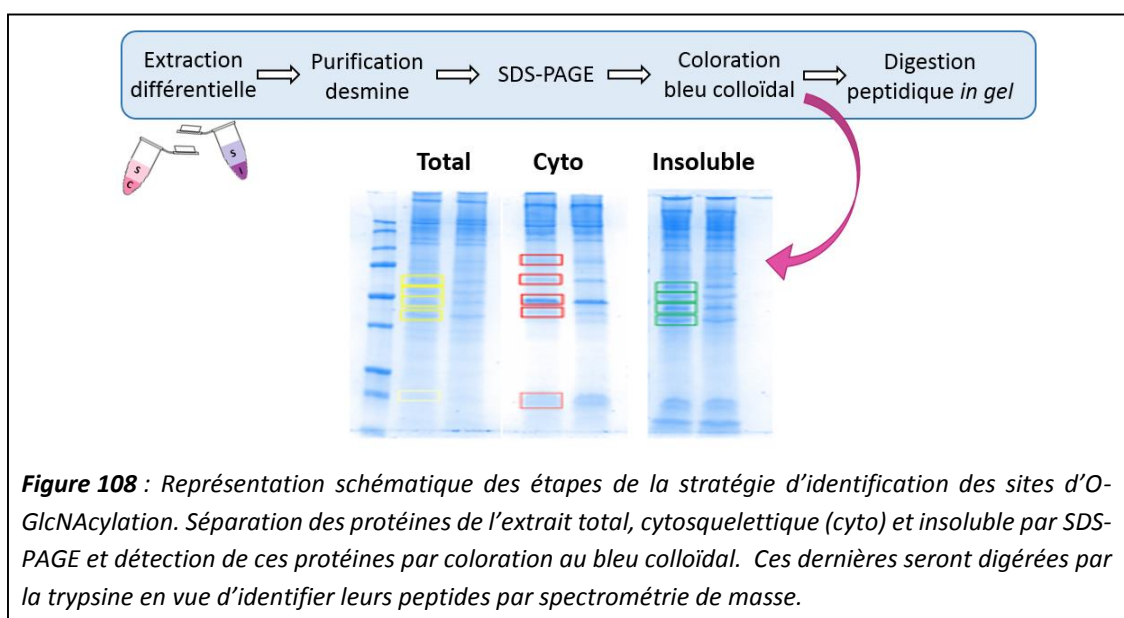 Extraction différentielle
Purification desmine
SDS-PAGE
Coloration bleu colloïdal
Digestion peptidique in gel
S
C
S
I
Total Cyto Insoluble
Figure 108 : Représentation schématique des étapes de la stratégie d'identification des sites d'O-
GlcNAcylation. Séparation des protéines de l'extrait total, cytosquelettique (cyto) et insoluble par SDS-
PAGE et détection de ces protéines par coloration au bleu colloïdal. Ces dernières seront digérées par
la trypsine en vue d'identifier leurs peptides par spectrométrie de masse.